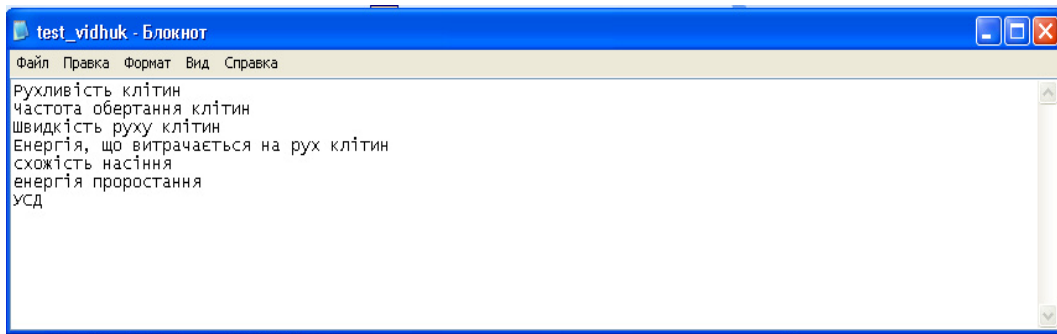 test_vidhuk - Блокнот
Файл Правка Формат Вид Справка
Рухливість клітин
Частота обертання клітин
Швидкість руху клітин
Енергія, що витрачається на рух клітин
схожість насіння
енергія проростання
УСД